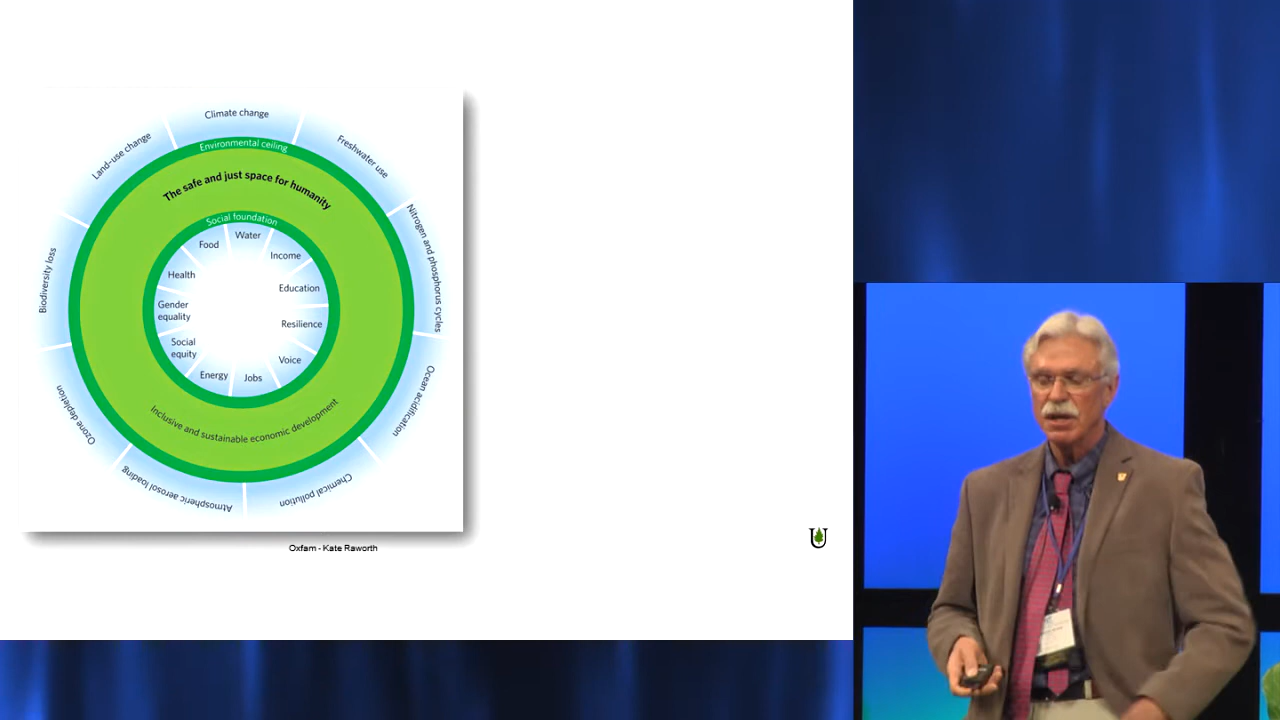 Climate change
Freshwater use
Nitrogen and phosphorus cycles
Ocean acidification
Chemical pollution
Atmospheric aerosol loading
Ozone depletion
Biodiversity loss
Land-use change
Environmental ceiling
The safe and just space for humanity
Social foundation
Water
Income
Education
Resilience
Voice
Jobs
Energy
Social
equity
Gender
equality
Health
Food
Inclusive and sustainable economic development
Oxfam - Kate Raworth
U